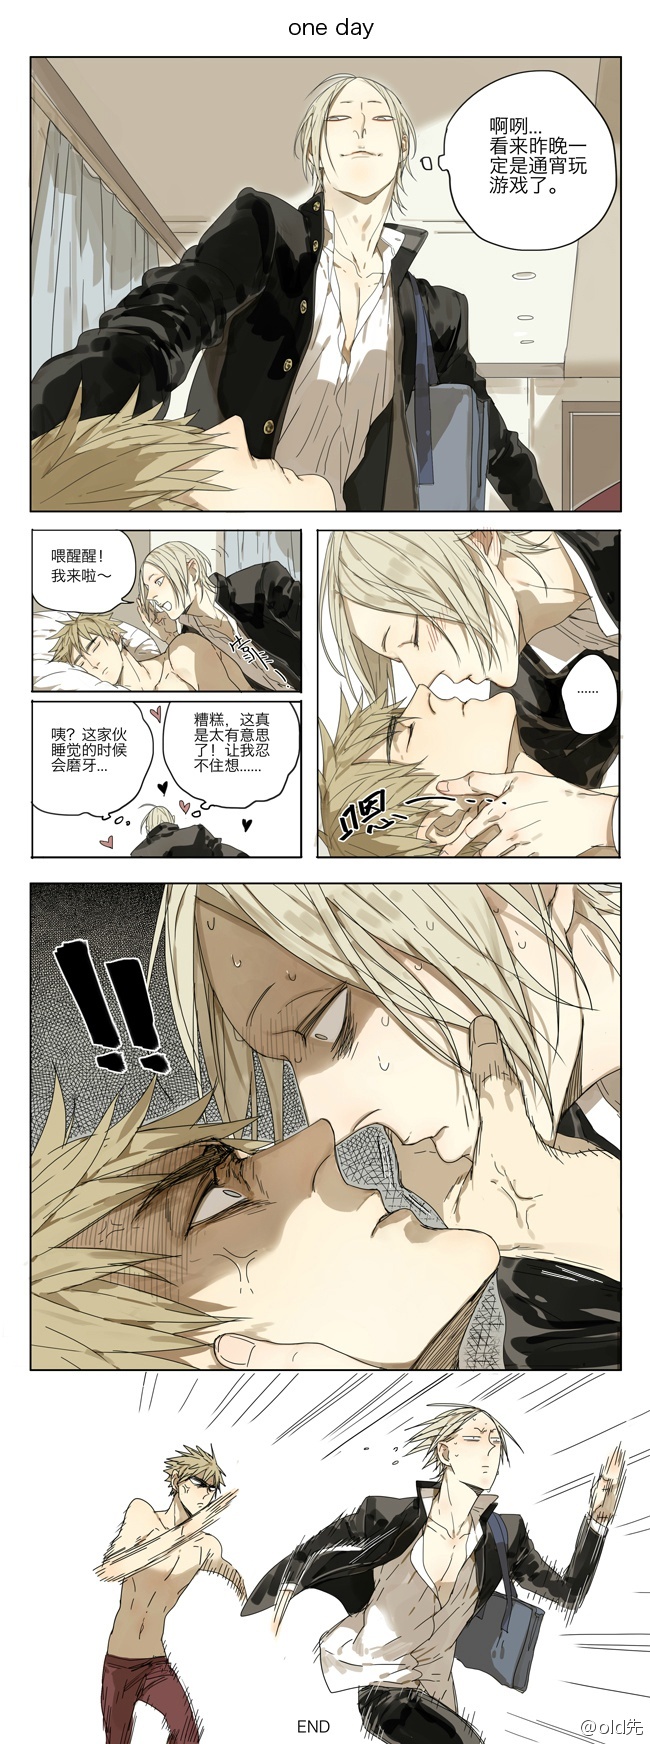 one day
啊咧...
看来昨晚一
定是通宵玩
游戏了。
喂醒醒！
我来啦～
靠
咦？这家伙
睡觉的时候
会磨牙...
糟糕，这真
是太有意思
了！让我忍
不住想......
......
嗯
!!
END
@old先